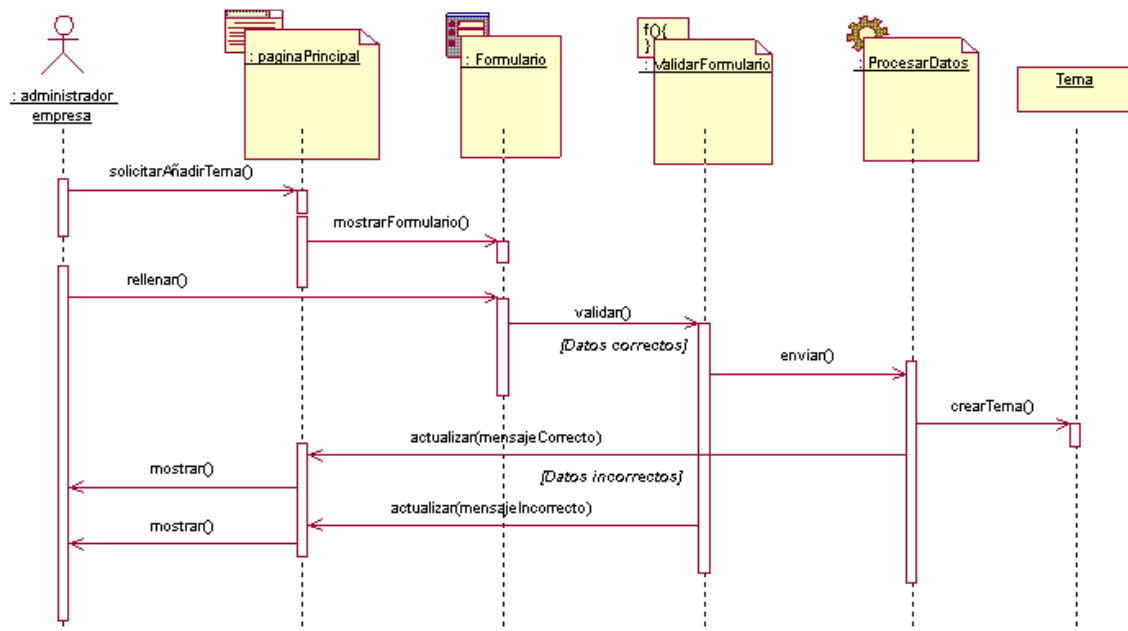 fO{
}
: paginaPrincipal
: Formulario
: ValidarFormulario
: ProcesarDatos
Tema
: administrador
empresa
solicitarAñadirTema()
mostrarFormulario()
rellenar()
validar()
[Datos correctos]
enviar()
crearTema()
actualizar(mensajeCorrecto)
mostrar()
[Datos incorrectos]
actualizar(mensajeIncorrecto)
mostrar()